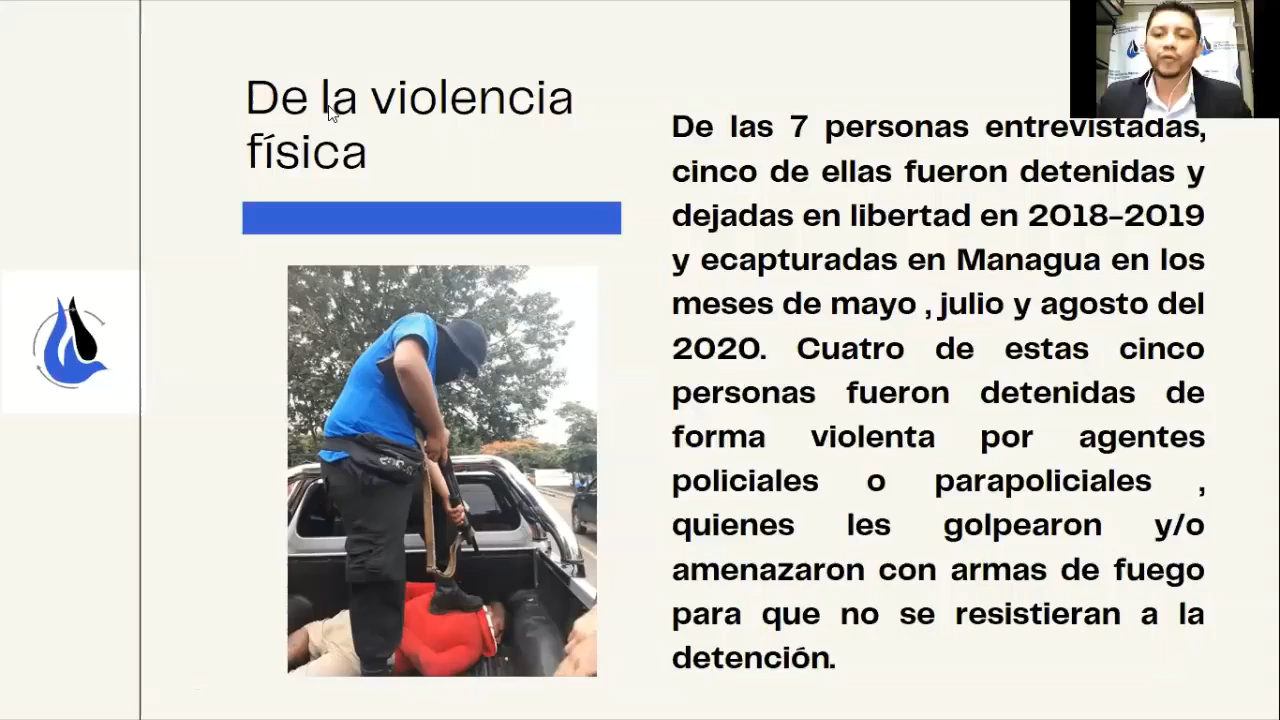 De la violencia
física
De las 7 personas entrevistadas,
cinco de ellas fueron detenidas y
dejadas en libertad en 2018-2019
y ecapturadas en Managua en los
meses de mayo , julio y agosto del
2020. Cuatro de estas cinco
personas fueron detenidas de
forma violenta por agentes
policiales o parapoliciales ,
quienes les golpearon y/o
amenazaron con armas de fuego
para que no se resistieran a la
detención.